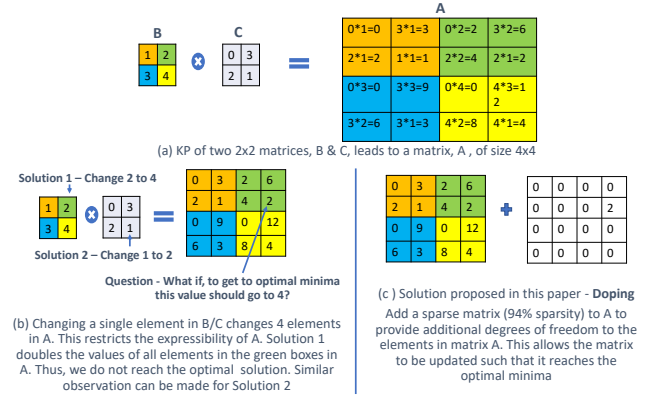 A
B C
1 2
3 4
0 3
2 1
0*1=0 3*1=3 0*2=2 3*2=6
2*1=2 1*1=1 2*2=4 2*1=2
0*3=0 3*3=9 0*4=0 4*3=1
2
3*2=6 3*1=3 4*2=8 4*1=4
(a) KP of two 2x2 matrices, B & C, leads to a matrix, A , of size 4x4
Solution 1 – Change 2 to 4
1 2
3 4
0 3
2 1
0 3 2 6
2 1 4 2
0 9 0 12
6 3 8 4
Solution 2 – Change 1 to 2
Question - What if, to get to optimal minima
this value should go to 4?
(b) Changing a single element in B/C changes 4 elements
in A. This restricts the expressibility of A. Solution 1
doubles the values of all elements in the green boxes in
A. Thus, we do not reach the optimal solution. Similar
observation can be made for Solution 2
0 3 2 6
2 1 4 2
0 9 0 12
6 3 8 4
0 0 0 0
0 0 0 2
0 0 0 0
0 0 0 0
(c ) Solution proposed in this paper - Doping
Add a sparse matrix (94% sparsity) to A to
provide additional degrees of freedom to the
elements in matrix A. This allows the matrix
to be updated such that it reaches the
optimal minima